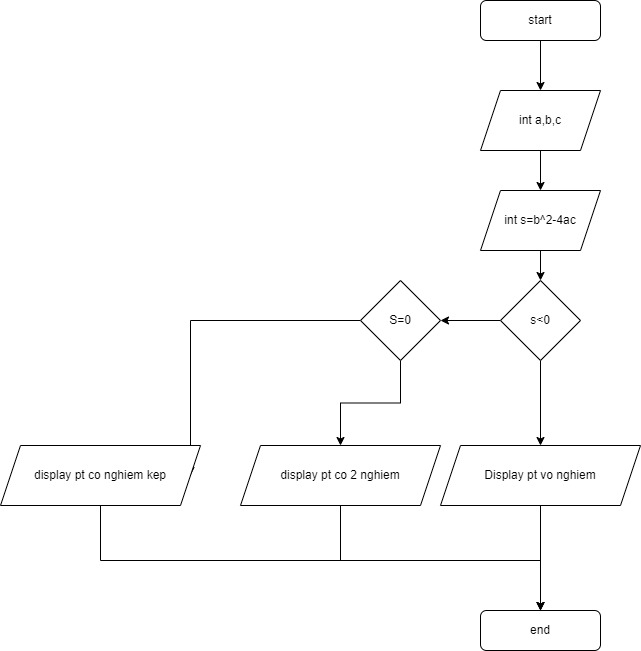 start
int a,b,c
int s=b^2-4ac
S=0
s<0
display pt co nghiem kep
display pt co 2 nghiem
Display pt vo nghiem
end